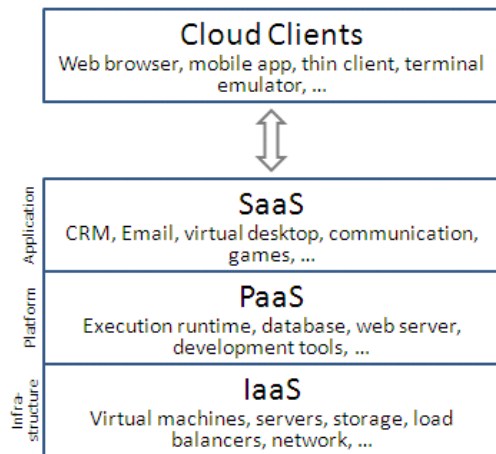 Cloud Clients
Web browser, mobile app, thin client, terminal
emulator, ...
Application
SaaS
CRM, Email, virtual desktop, communication,
games, ...
Platform
PaaS
Execution runtime, database, web server,
development tools, ...
Infra-
structure
IaaS
Virtual machines, servers, storage, load
balancers, network, ...